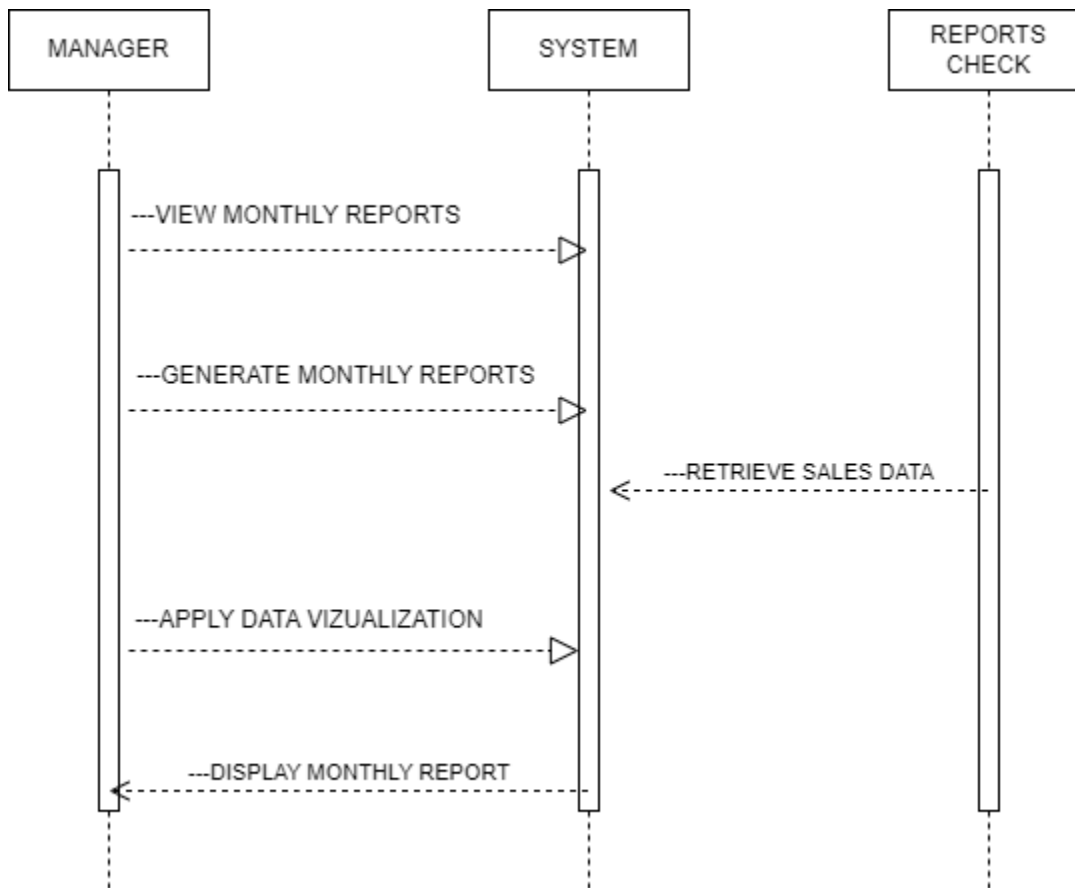 MANAGER
SYSTEM
REPORTS
CHECK
---VIEW MONTHLY REPORTS
---GENERATE MONTHLY REPORTS
---RETRIEVE SALES DATA
---APPLY DATA VIZUALIZATION
---DISPLAY MONTHLY REPORT